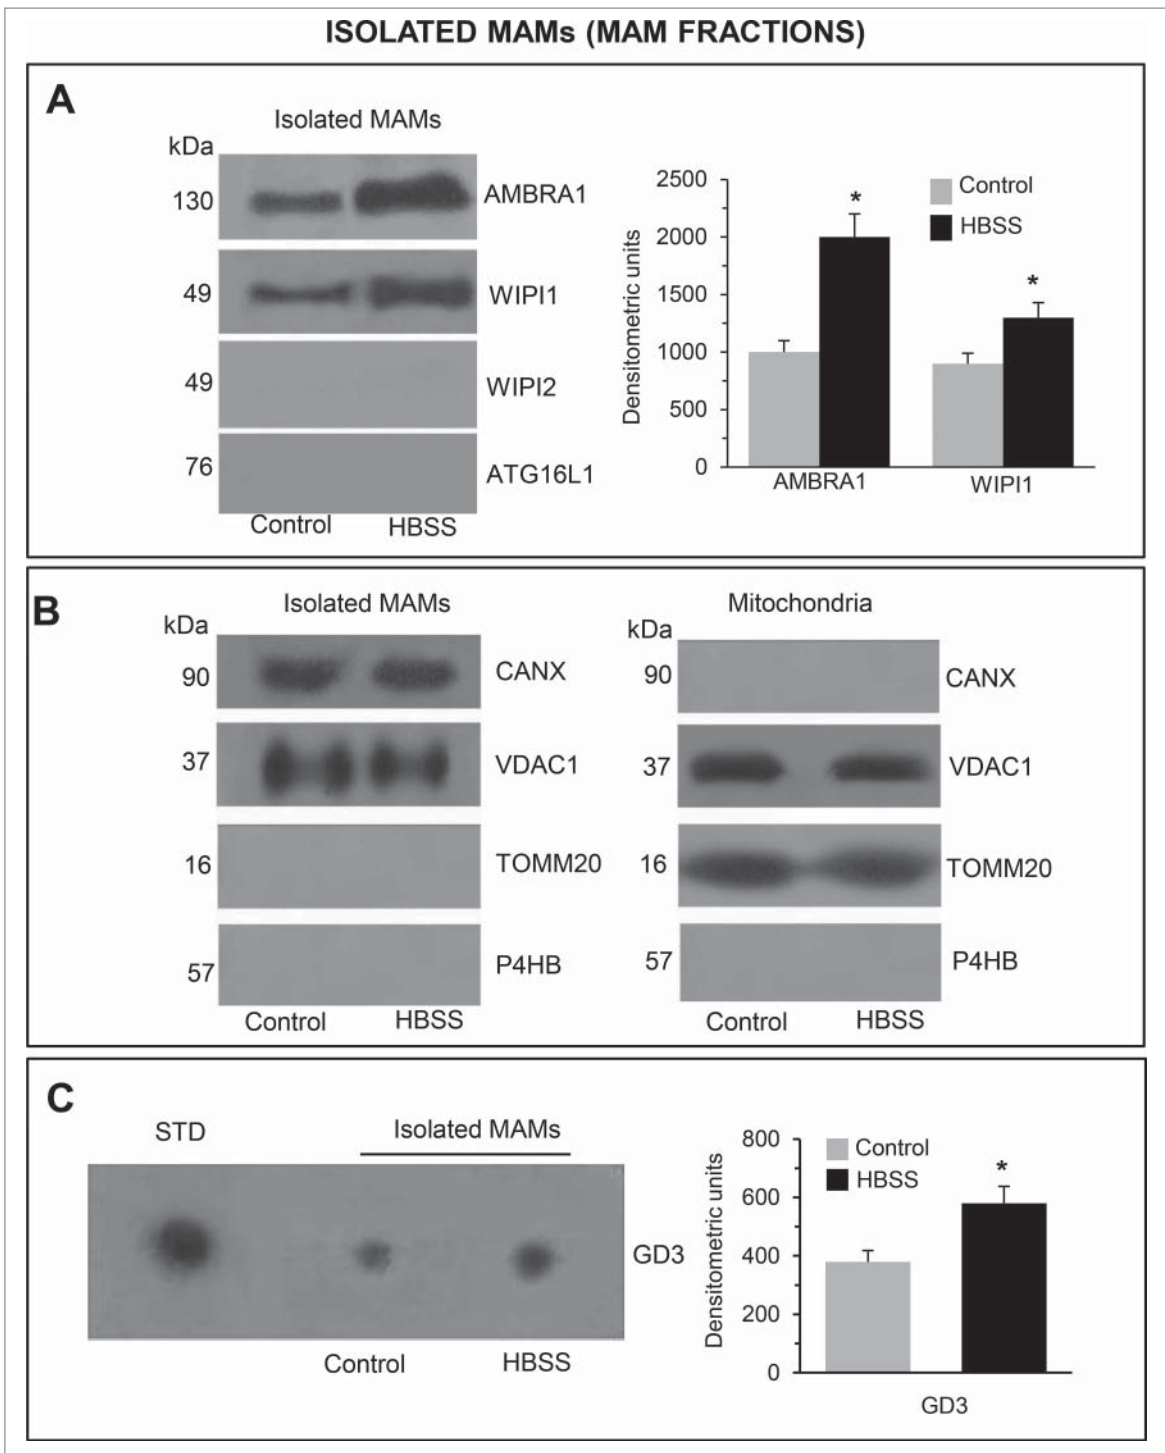 ISOLATED MAMs (MAM FRACTIONS)
A
Isolated MAMs
kDa
130
AMBRA1
49
WIPI1
49
WIPI2
76
ATG16L1
Control
HBSS
Densitometric units
2500
2000
1500
1000
500
0
*
*
Control
HBSS
AMBRA1
WIPI1
B
Isolated MAMs
kDa
90
CANX
37
VDAC1
16
TOMM20
57
P4HB
Control
HBSS
Mitochondria
kDa
90
CANX
37
VDAC1
16
TOMM20
57
P4HB
Control
HBSS
C
STD
Isolated MAMs
GD3
Control
HBSS
Densitometric units
800
600
400
200
0
Control
HBSS
*
GD3